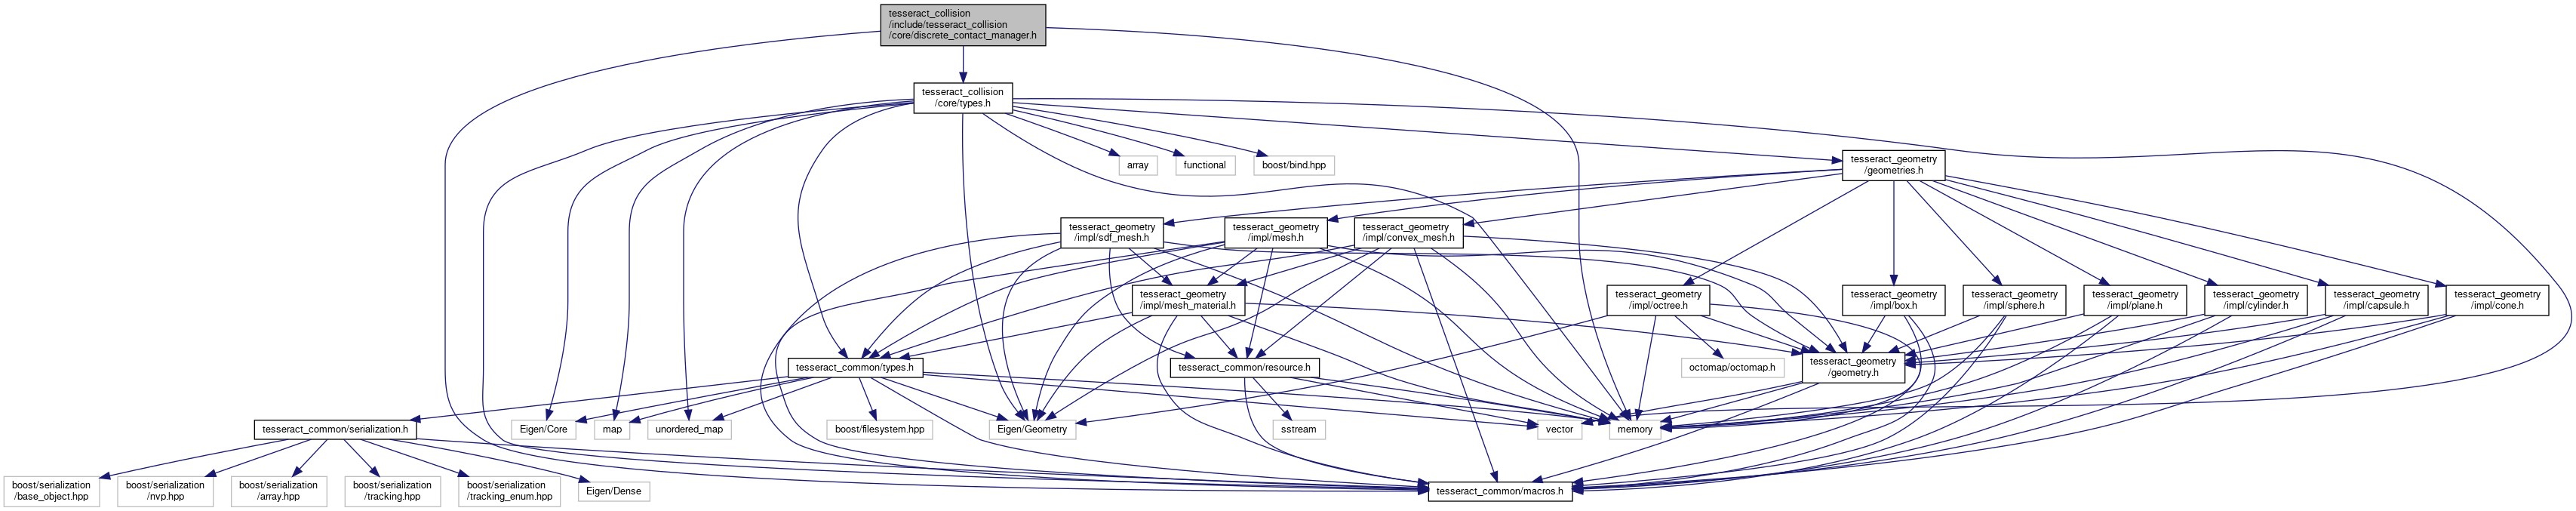 tesseract_collision
/include/tesseract_collision
/core/discrete_contact_manager.h
tesseract_collision
/core/types.h
array
functional
boost/bind.hpp
tesseract_geometry
/geometries.h
tesseract_geometry
/impl/sdf_mesh.h
tesseract_geometry
/impl/mesh.h
tesseract_geometry
/impl/convex_mesh.h
tesseract_geometry
/impl/mesh_material.h
tesseract_geometry
/impl/octree.h
tesseract_geometry
/impl/box.h
tesseract_geometry
/impl/sphere.h
tesseract_geometry
/impl/plane.h
tesseract_geometry
/impl/cylinder.h
tesseract_geometry
/impl/capsule.h
tesseract_geometry
/impl/cone.h
tesseract_common/types.h
tesseract_common/resource.h
octomap/octomap.h
tesseract_geometry
/geometry.h
tesseract_common/serialization.h
Eigen/Core
map
unordered_map
boost/filesystem.hpp
Eigen/Geometry
sstream
vector
memory
boost/serialization
/base_object.hpp
boost/serialization
/nvp.hpp
boost/serialization
/array.hpp
boost/serialization
/tracking.hpp
boost/serialization
/tracking_enum.hpp
Eigen/Dense
tesseract_common/macros.h